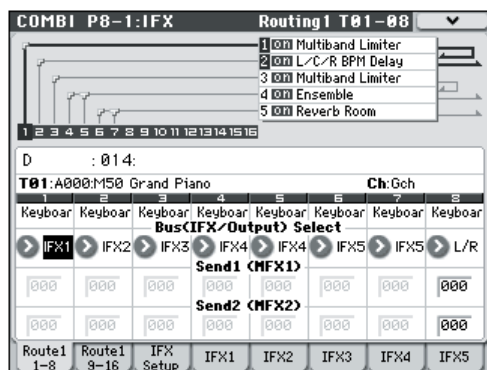 COMBI P8-1:IFX Routing1 T01-08
1 on Multiband Limiter
2 on L/C/R BPM Delay
3 on Multiband Limiter
4 on Ensemble
5 on Reverb Room
1 2 3 4 5 6 7 8 9 10 11 12 13 14 15 16
D :014:
T01:A000:M50 Grand Piano Ch:Gch
1 2 3 4 5 6 7 8
Keyboar Keyboar Keyboar Keyboar Keyboar Keyboar Keyboar Keyboar
Bus(IFX/Output) Select
IFX1 IFX2 IFX3 IFX4 IFX4 IFX5 IFX5 L/R
Send1 (MFX1)
000 000 000 000 000 000 000 000
Send2 (MFX2)
000 000 000 000 000 000 000 000
Route1 1-8 Route1 9-16 IFX Setup IFX1 IFX2 IFX3 IFX4 IFX5